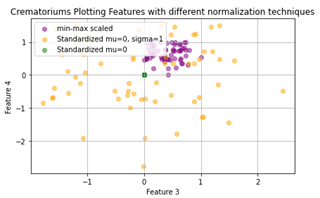 Crematoriums Plotting Features with different normalization techniques
min-max scaled
Standardized mu=0, sigma=1
Standardized mu=0
Feature 4
1
0
−1
−2
−1
0
1
2
Feature 3